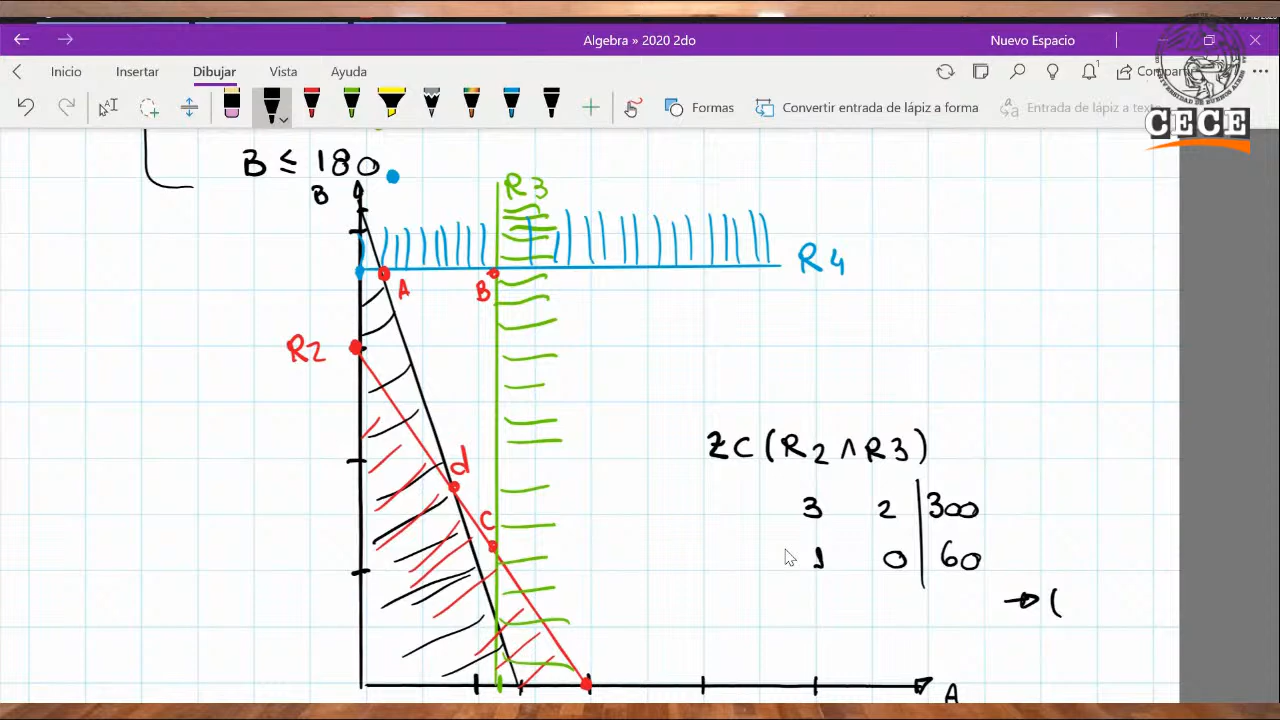 Algebra » 2020 2do
Nuevo Espacio
Inicio Insertar Dibujar Vista Ayuda
Formas Convertir entrada de lápiz a forma
CECE
B ≤ 180
B
R3
R4
A
B
R2
d
C
ZC (R2 ∧ R3)
3 2 | 300
1 0 | 60
→ (
A